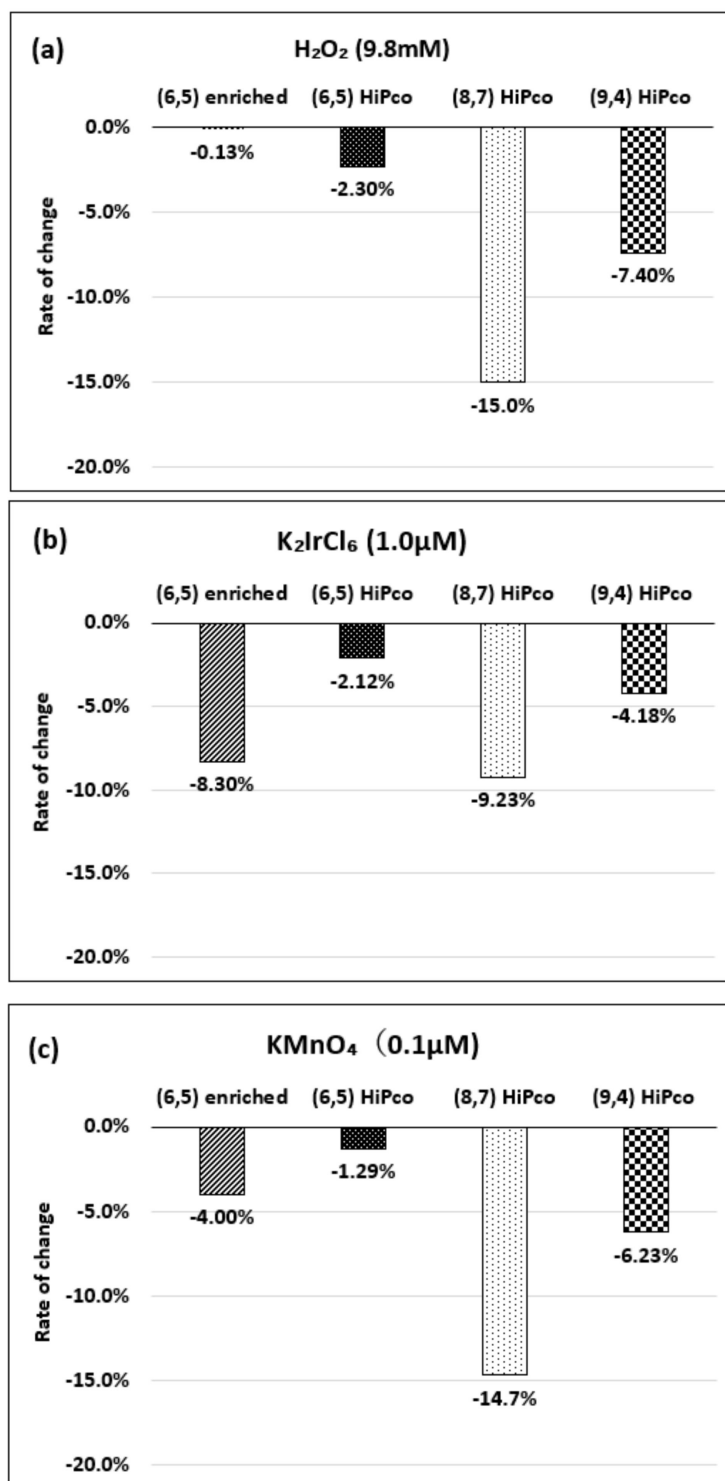 (a)
H₂O₂ (9.8mM)
(6,5) enriched (6,5) HiPco (8,7) HiPco (9,4) HiPco
0.0%
-0.13%
-2.30%
-5.0%
-7.40%
-10.0%
-15.0%
-15.0%
-20.0%
Rate of change
(b)
K₂IrCl₆ (1.0μM)
(6,5) enriched (6,5) HiPco (8,7) HiPco (9,4) HiPco
0.0%
-2.12%
-4.18%
-5.0%
-8.30%
-10.0%
-9.23%
-15.0%
-20.0%
Rate of change
(c)
KMnO₄（0.1μM)
(6,5) enriched (6,5) HiPco (8,7) HiPco (9,4) HiPco
0.0%
-1.29%
-5.0%
-4.00%
-6.23%
-10.0%
-15.0%
-14.7%
-20.0%
Rate of change